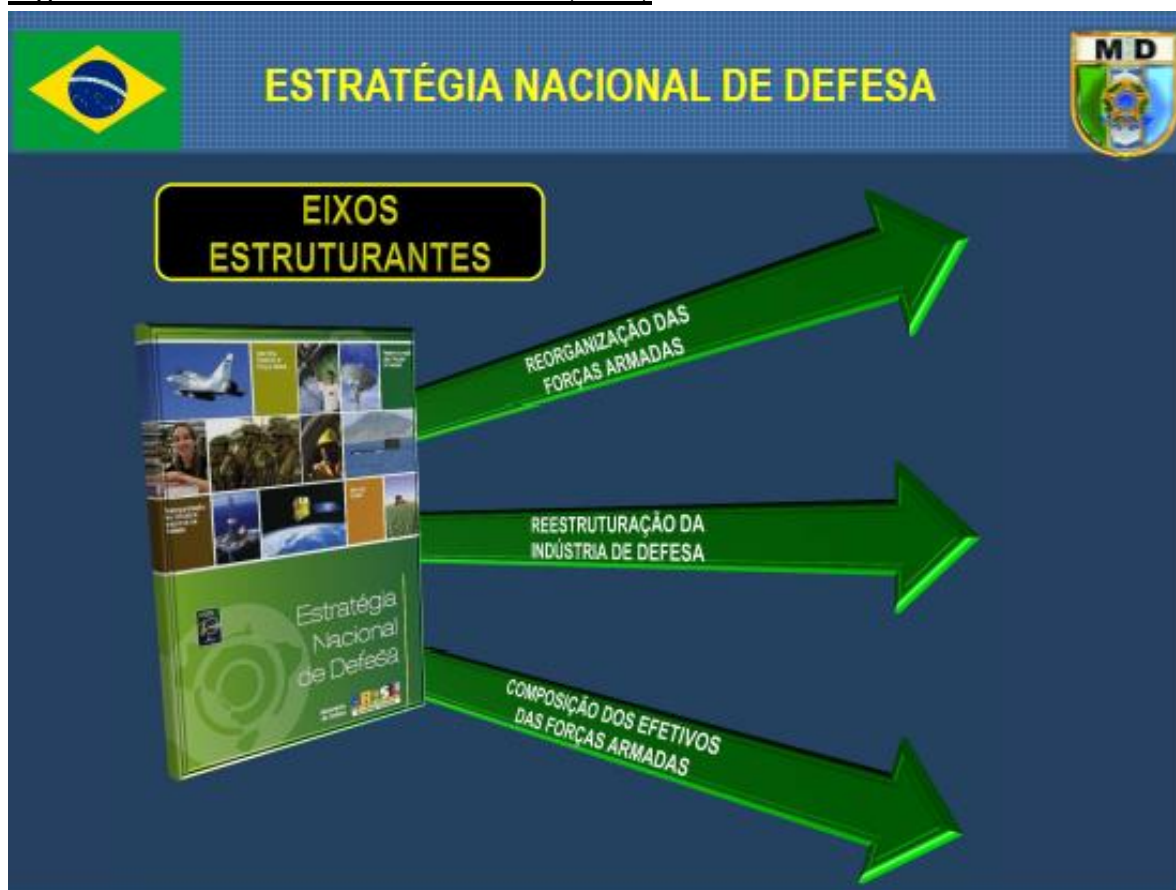 ESTRATÉGIA NACIONAL DE DEFESA
M D
EIXOS
ESTRUTURANTES
REORGANIZAÇÃO DAS
FORÇAS ARMADAS
REESTRUTURAÇÃO DA
INDÚSTRIA DE DEFESA
COMPOSIÇÃO DOS EFETIVOS
DAS FORÇAS ARMADAS
Estratégia
Nacional
de Defesa